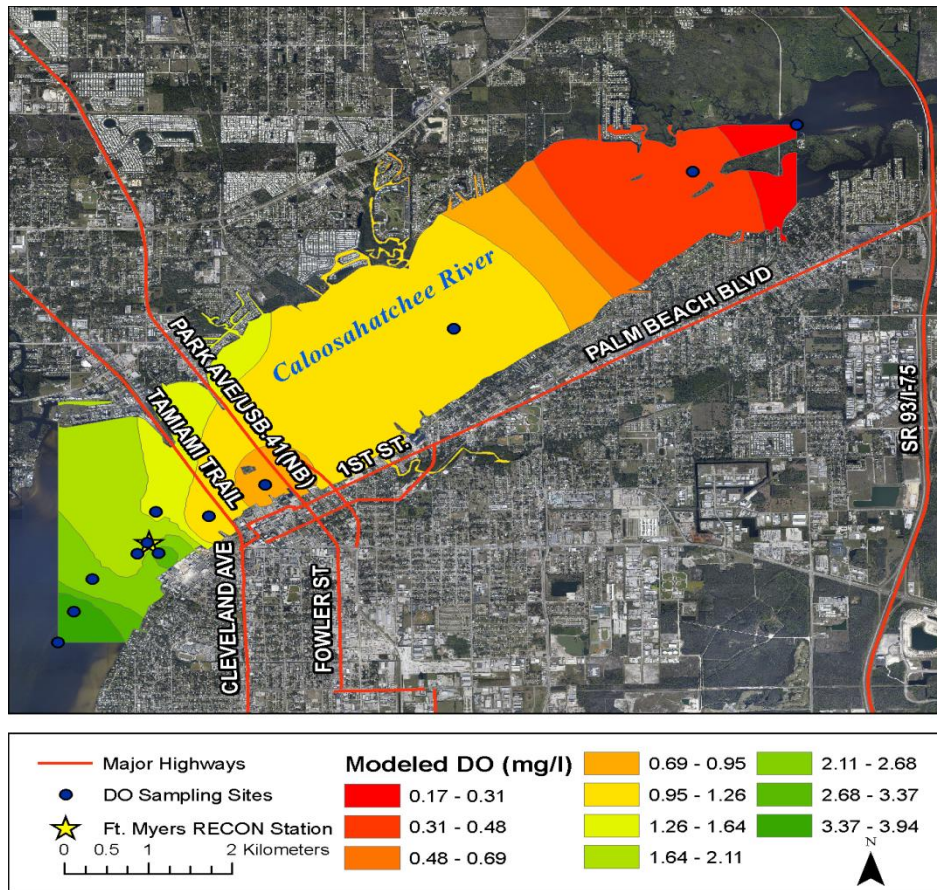 Caloosahatchee River
PARK AVE/USB.41(NB)
TAMIAMI TRAIL
PALM BEACH BLVD
1ST ST.
SR 93/I-75
CLEVELAND AVE
FOWLER ST
Major Highways
DO Sampling Sites
Ft. Myers RECON Station
0 0.5 1 2 Kilometers
Modeled DO (mg/l)
0.17 - 0.31
0.31 - 0.48
0.48 - 0.69
0.69 - 0.95
0.95 - 1.26
1.26 - 1.64
1.64 - 2.11
2.11 - 2.68
2.68 - 3.37
3.37 - 3.94
N